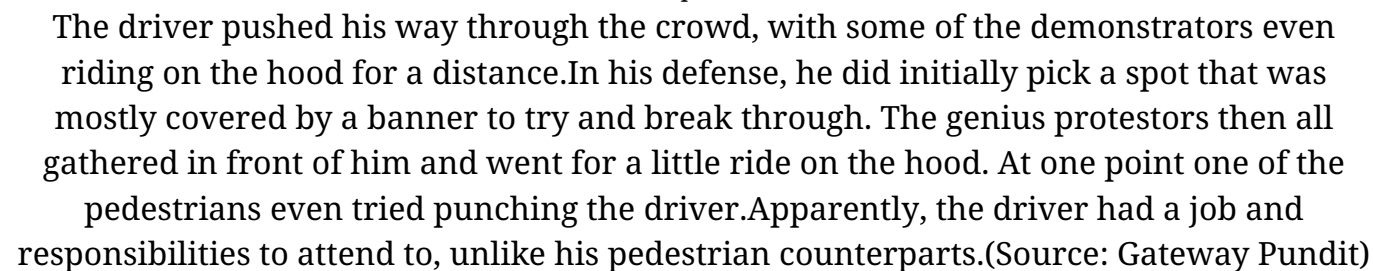 The driver pushed his way through the crowd, with some of the demonstrators even
riding on the hood for a distance.In his defense, he did initially pick a spot that was
mostly covered by a banner to try and break through. The genius protestors then all
gathered in front of him and went for a little ride on the hood. At one point one of the
pedestrians even tried punching the driver.Apparently, the driver had a job and
responsibilities to attend to, unlike his pedestrian counterparts.(Source: Gateway Pundit)